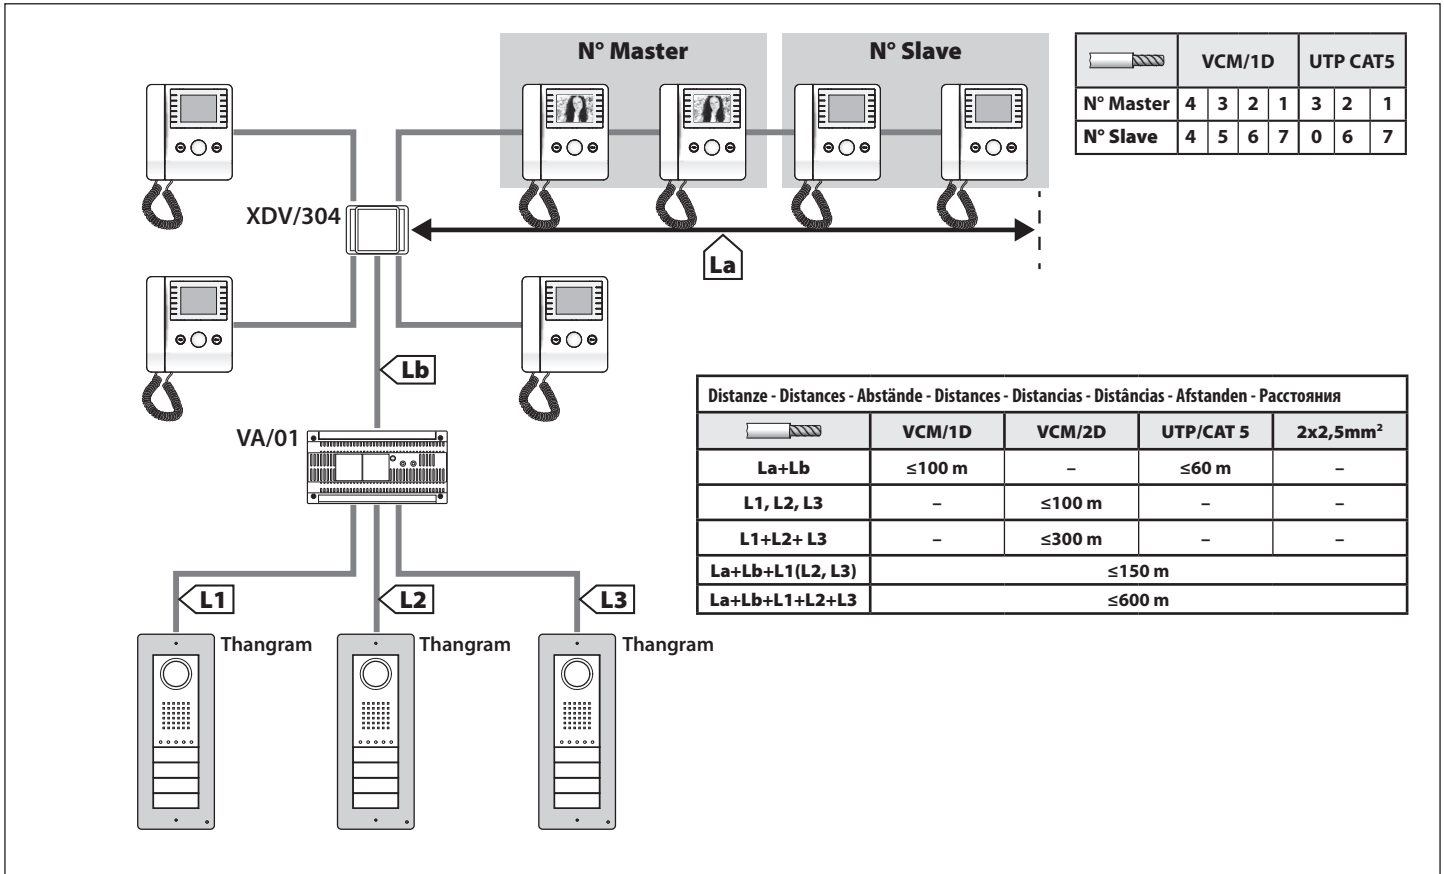 N° Master N° Slave
VCM/1D UTP CAT5
N° Master 4 3 2 1 3 2 1
N° Slave 4 5 6 7 0 6 7
XDV/304
La
Lb
VA/01
Distanze - Distances - Abstände - Distances - Distancias - Distâncias - Afstanden - Расстояния
VCM/1D VCM/2D UTP/CAT 5 2x2,5mm²
La+Lb ≤100 m – ≤60 m –
L1, L2, L3 – ≤100 m – –
L1+L2+ L3 – ≤300 m – –
La+Lb+L1(L2, L3) ≤150 m
La+Lb+L1+L2+L3 ≤600 m
L1 L2 L3
Thangram Thangram Thangram